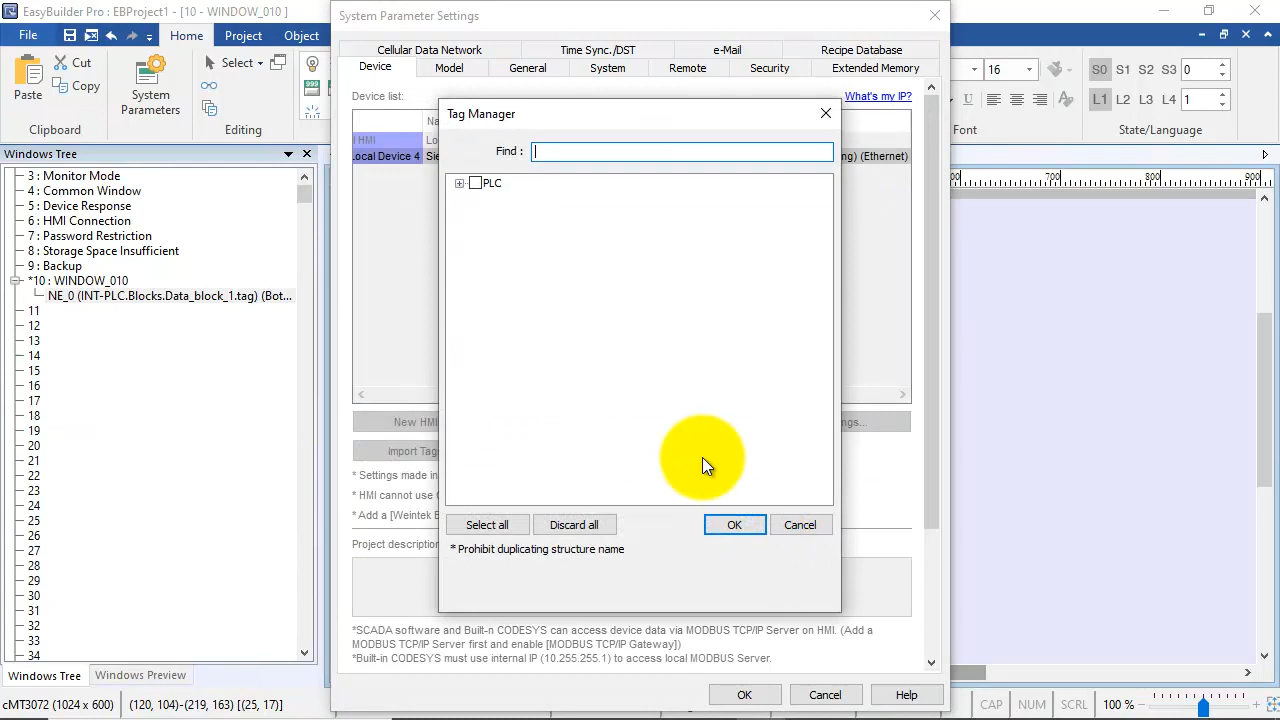 EasyBuilder Pro : EBProject1 - [10 - WINDOW_010 ]
File
Home
Project
Object
Paste
Cut
Copy
Clipboard
System
Parameters
Select
Editing
16
Font
S0 S1 S2 S3 0
L1 L2 L3 L4 1
State/Language
Windows Tree
3 : Monitor Mode
4 : Common Window
5 : Device Response
6 : HMI Connection
7 : Password Restriction
8 : Storage Space Insufficient
9 : Backup
*10 : WINDOW_010
NE_0 (INT-PLC.Blocks.Data_block_1.tag) (Bot...
11
12
13
14
15
16
17
18
19
20
21
22
23
24
25
26
27
28
29
30
31
32
33
34
Windows Tree
Windows Preview
System Parameter Settings
Cellular Data Network
Time Sync./DST
e-Mail
Recipe Database
Device
Model
General
System
Remote
Security
Extended Memory
Device list:
What's my IP?
Na
l HMI
Lo
Local Device 4
Sie
ng) (Ethernet)
Tag Manager
Find :
PLC
Select all
Discard all
OK
Cancel
* Prohibit duplicating structure name
New HMI
ngs...
Import Tag
* Settings made in
* HMI cannot use
* Add a [Weintek
Project description
*SCADA software and Built-n CODESYS can access device data via MODBUS TCP/IP Server on HMI. (Add a
MODBUS TCP/IP Server first and enable [MODBUS TCP/IP Gateway])
*Built-in CODESYS must use internal IP (10.255.255.1) to access local MODBUS Server.
OK
Cancel
Help
700
800
900
cMT3072 (1024 x 600)
(120, 104)-(219, 163) [(25, 17)]
CAP
NUM
SCRL
100 %